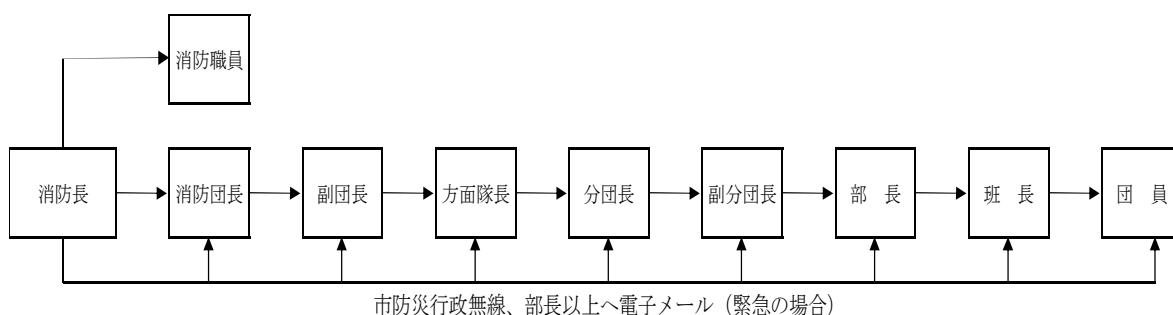 消防職員
消防長
消防団長
副団長
方面隊長
分団長
副分団長
部　長
班　長
団　員
市防災行政無線、部長以上へ電子メール（緊急の場合）